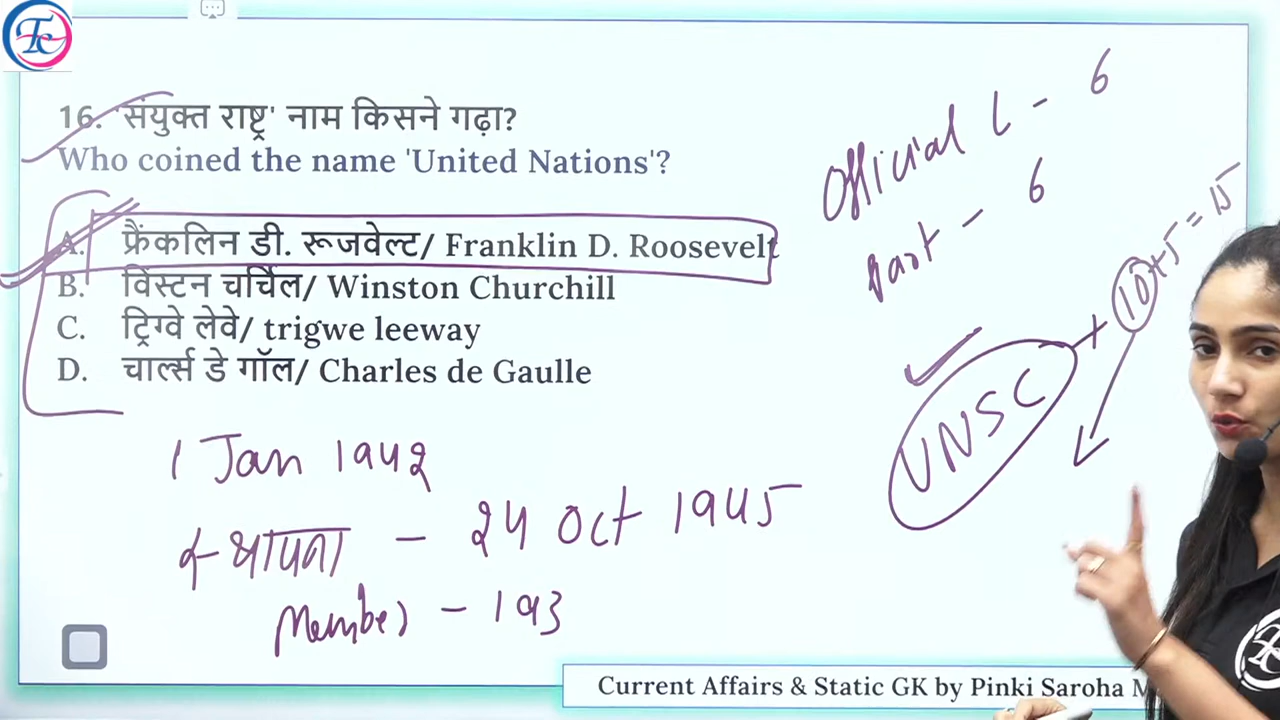 16. 'संयुक्त राष्ट्र' नाम किसने गढ़ा?
Who coined the name 'United Nations'?
A. फ्रैंकलिन डी. रूजवेल्ट/ Franklin D. Roosevelt
B. विंस्टन चर्चिल/ Winston Churchill
C. ट्रिग्वे लेवे/ trigwe leeway
D. चार्ल्स डे गॉल/ Charles de Gaulle
Official L - 6
Part - 6
UNSC + 10+5=15
1 Jan 1942
स्थापना - 24 Oct 1945
Member - 193
Current Affairs & Static GK by Pinki Saroha M